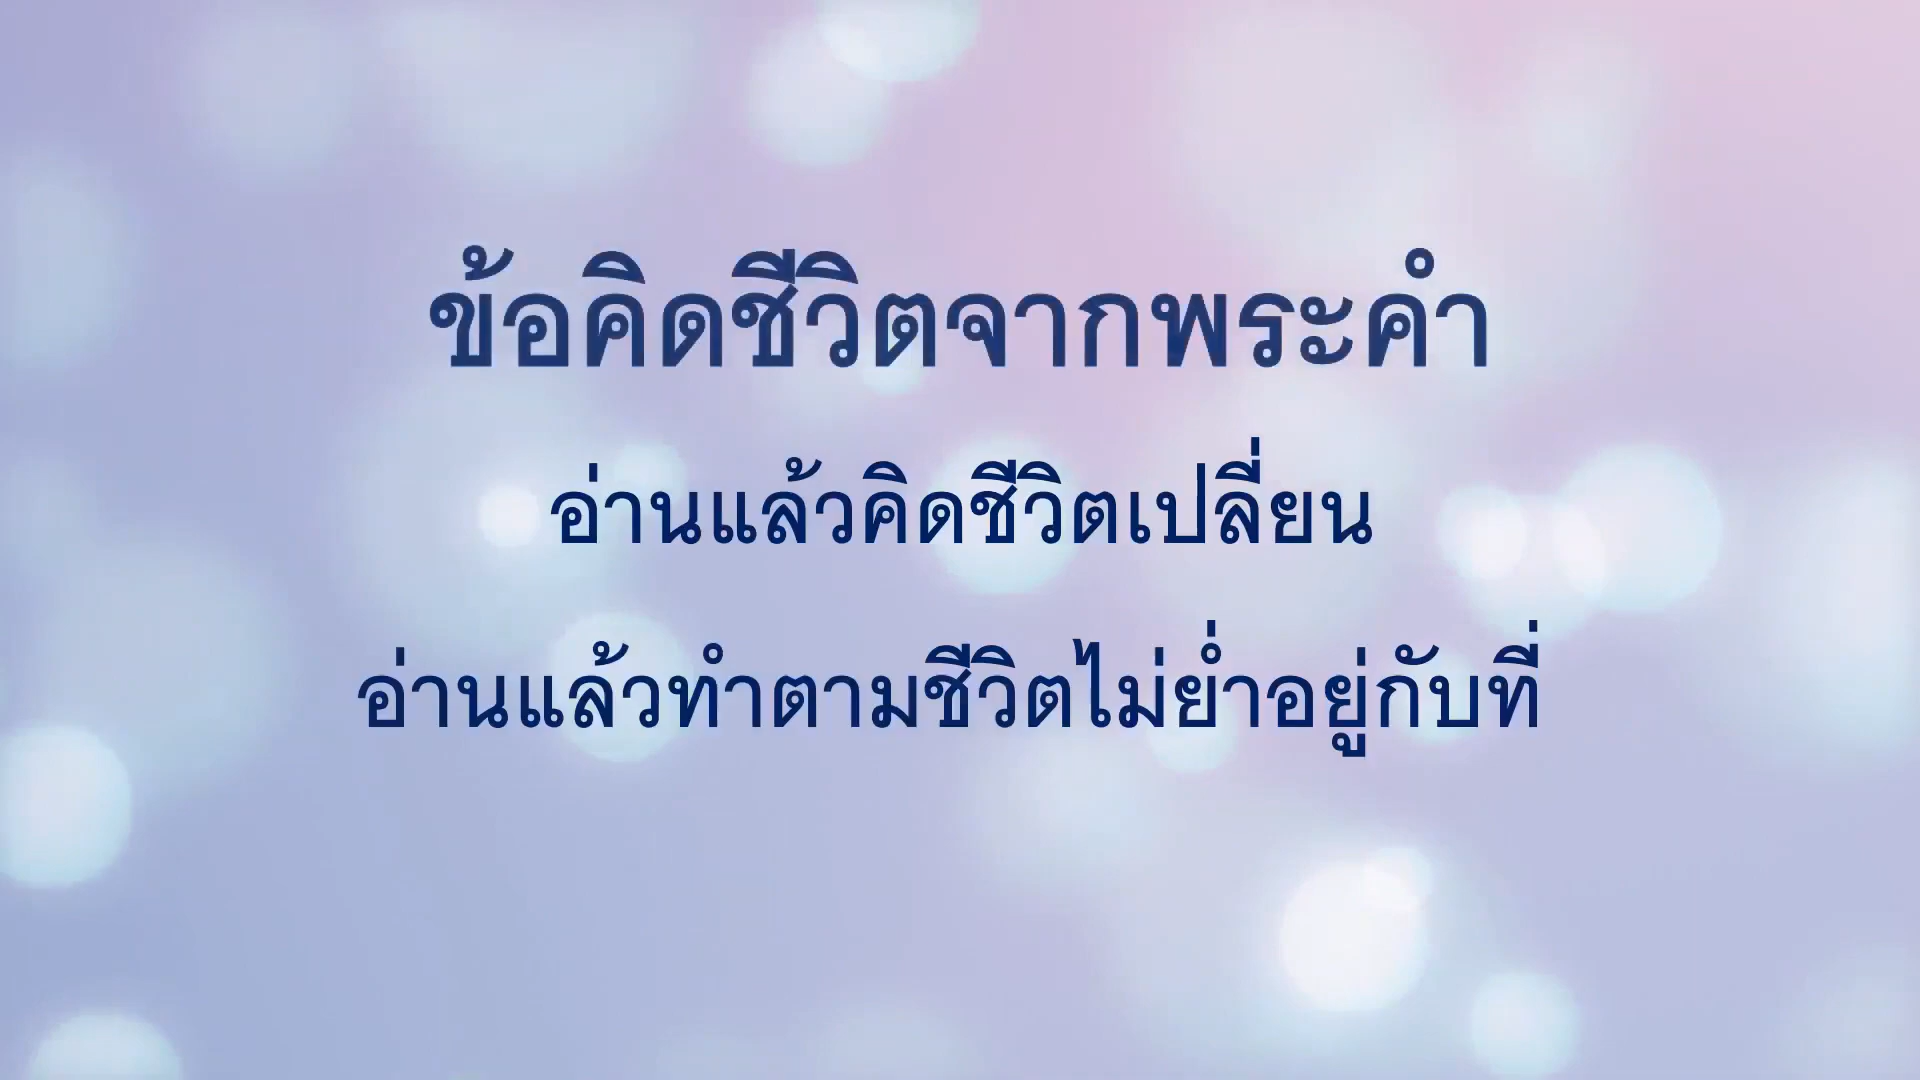 ข้อคิดชีวิตจากพระคำ
อ่านแล้วคิดชีวิตเปลี่ยน
อ่านแล้วทำตามชีวิตไม่ย่ำอยู่กับที่